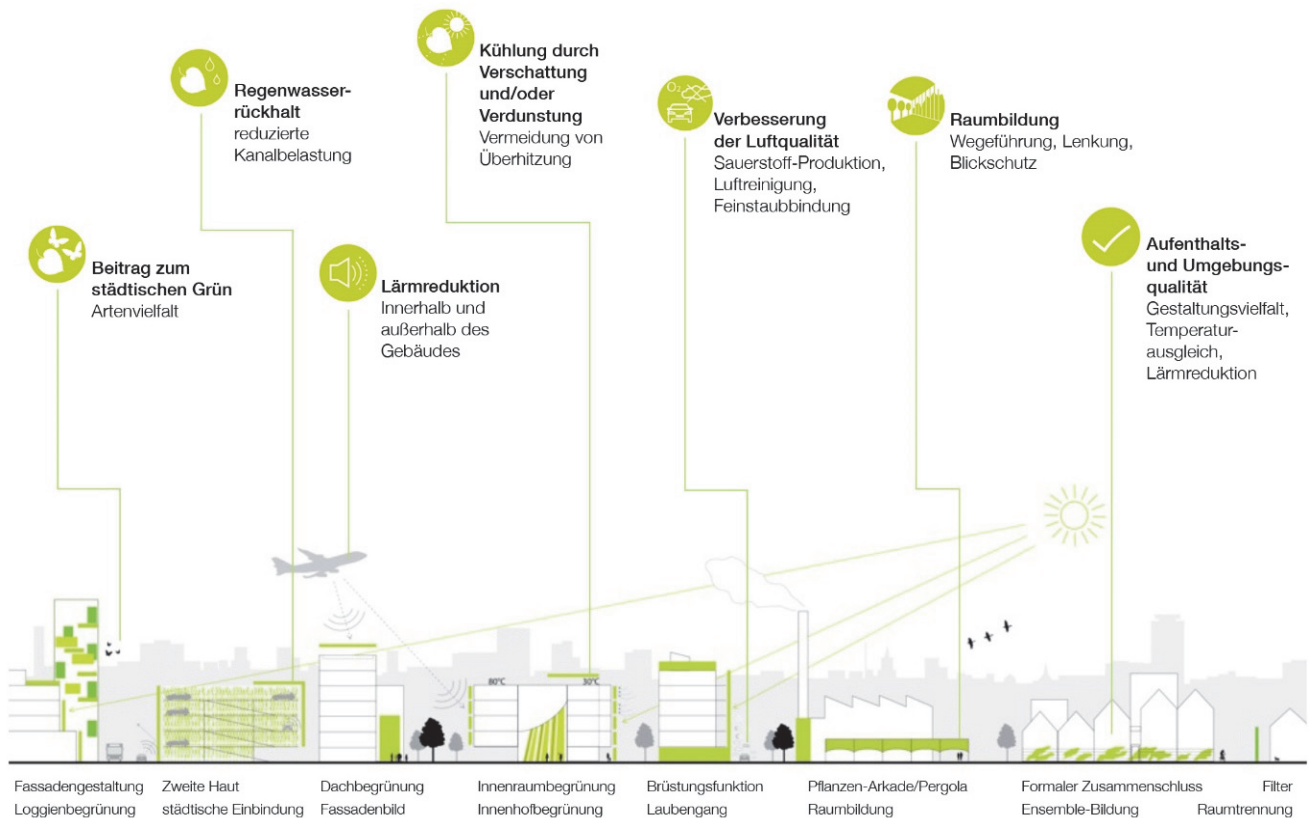 Kühlung durch
Verschattung
und/oder
Verdunstung
Vermeidung von
Überhitzung
Regenwasser-
rückhalt
reduzierte
Kanalbelastung
O₂
Verbesserung
der Luftqualität
Sauerstoff-Produktion,
Luftreinigung,
Feinstaubbindung
Raumbildung
Wegeführung, Lenkung,
Blickschutz
Beitrag zum
städtischen Grün
Artenvielfalt
Lärmreduktion
Innerhalb und
außerhalb des
Gebäudes
Aufenthalts-
und Umgebungs-
qualität
Gestaltungsvielfalt,
Temperatur-
ausgleich,
Lärmreduktion
80°C
30°C
Fassadengestaltung
Loggienbegrünung
Zweite Haut
städtische Einbindung
Dachbegrünung
Fassadenbild
Innenraumbegrünung
Innenhofbegrünung
Brüstungsfunktion
Laubengang
Pflanzen-Arkade/Pergola
Raumbildung
Formaler Zusammenschluss
Ensemble-Bildung
Filter
Raumtrennung